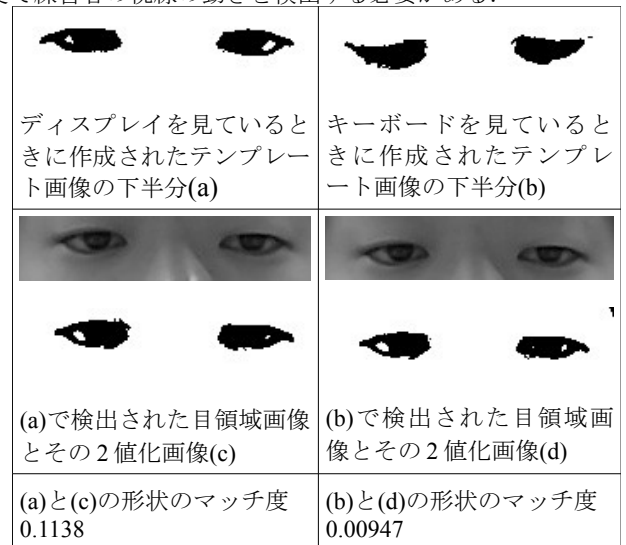 で練習者の視線の動きを検出する必要がある.
ディスプレイを見ていると
きに作成されたテンプレー
ト画像の下半分(a)
キーボードを見ていると
きに作成されたテンプレ
ート画像の下半分(b)
(a)で検出された目領域画像
とその2値化画像(c)
(b)で検出された目領域画
像とその2値化画像(d)
(a)と(c)の形状のマッチ度
0.1138
(b)と(d)の形状のマッチ度
0.00947